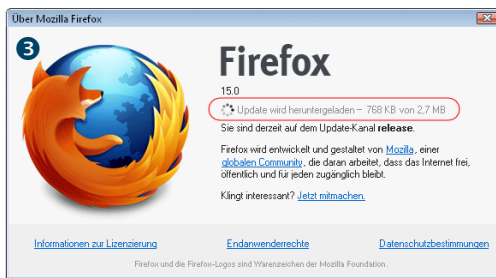 Über Mozilla Firefox
3
Firefox
15.0
Update wird heruntergeladen – 768 KB von 2,7 MB
Sie sind derzeit auf dem Update-Kanal release.
Firefox wird entwickelt und gestaltet von Mozilla, einer
globalen Community, die daran arbeitet, dass das Internet frei,
öffentlich und für jeden zugänglich bleibt.
Klingt interessant? Jetzt mitmachen.
Informationen zur Lizenzierung Endanwenderrechte Datenschutzbestimmungen
Firefox und die Firefox-Logos sind Warenzeichen der Mozilla Foundation.